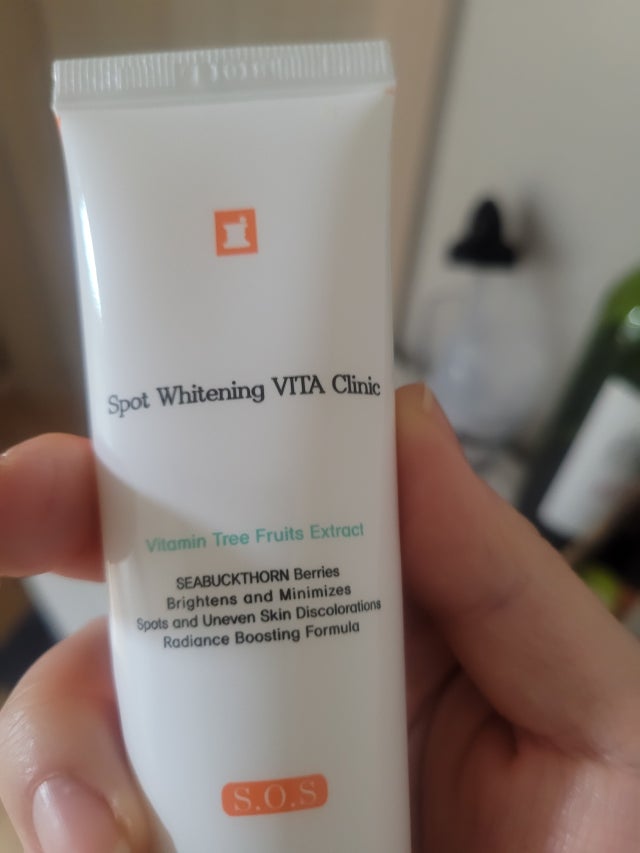 Spot Whitening VITA Clinic
Vitamin Tree Fruits Extract
SEABUCKTHORN Berries
Brightens and Minimizes
Spots and Uneven Skin Discolorations
Radiance Boosting Formula
S.O.S